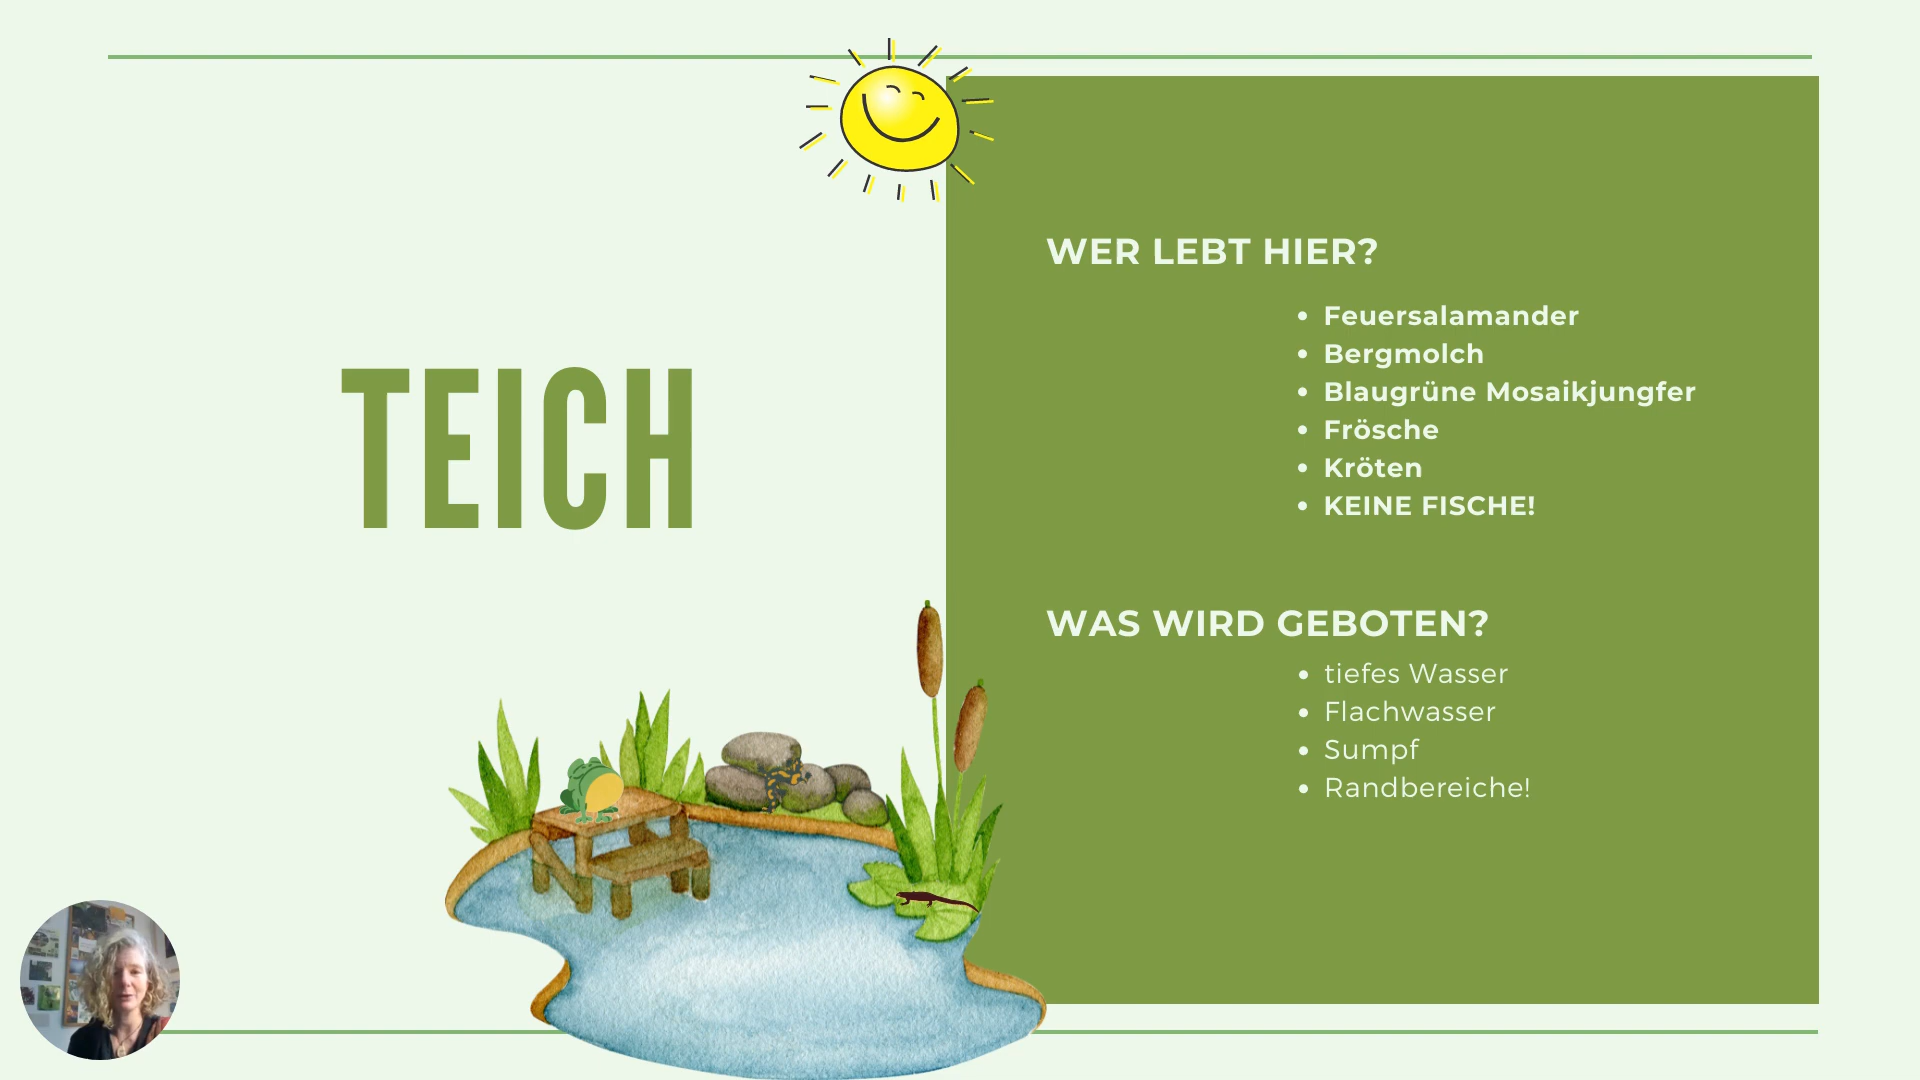 TEICH
WER LEBT HIER?
Feuersalamander
Bergmolch
Blaugrüne Mosaikjungfer
Frösche
Kröten
KEINE FISCHE!
WAS WIRD GEBOTEN?
tiefes Wasser
Flachwasser
Sumpf
Randbereiche!